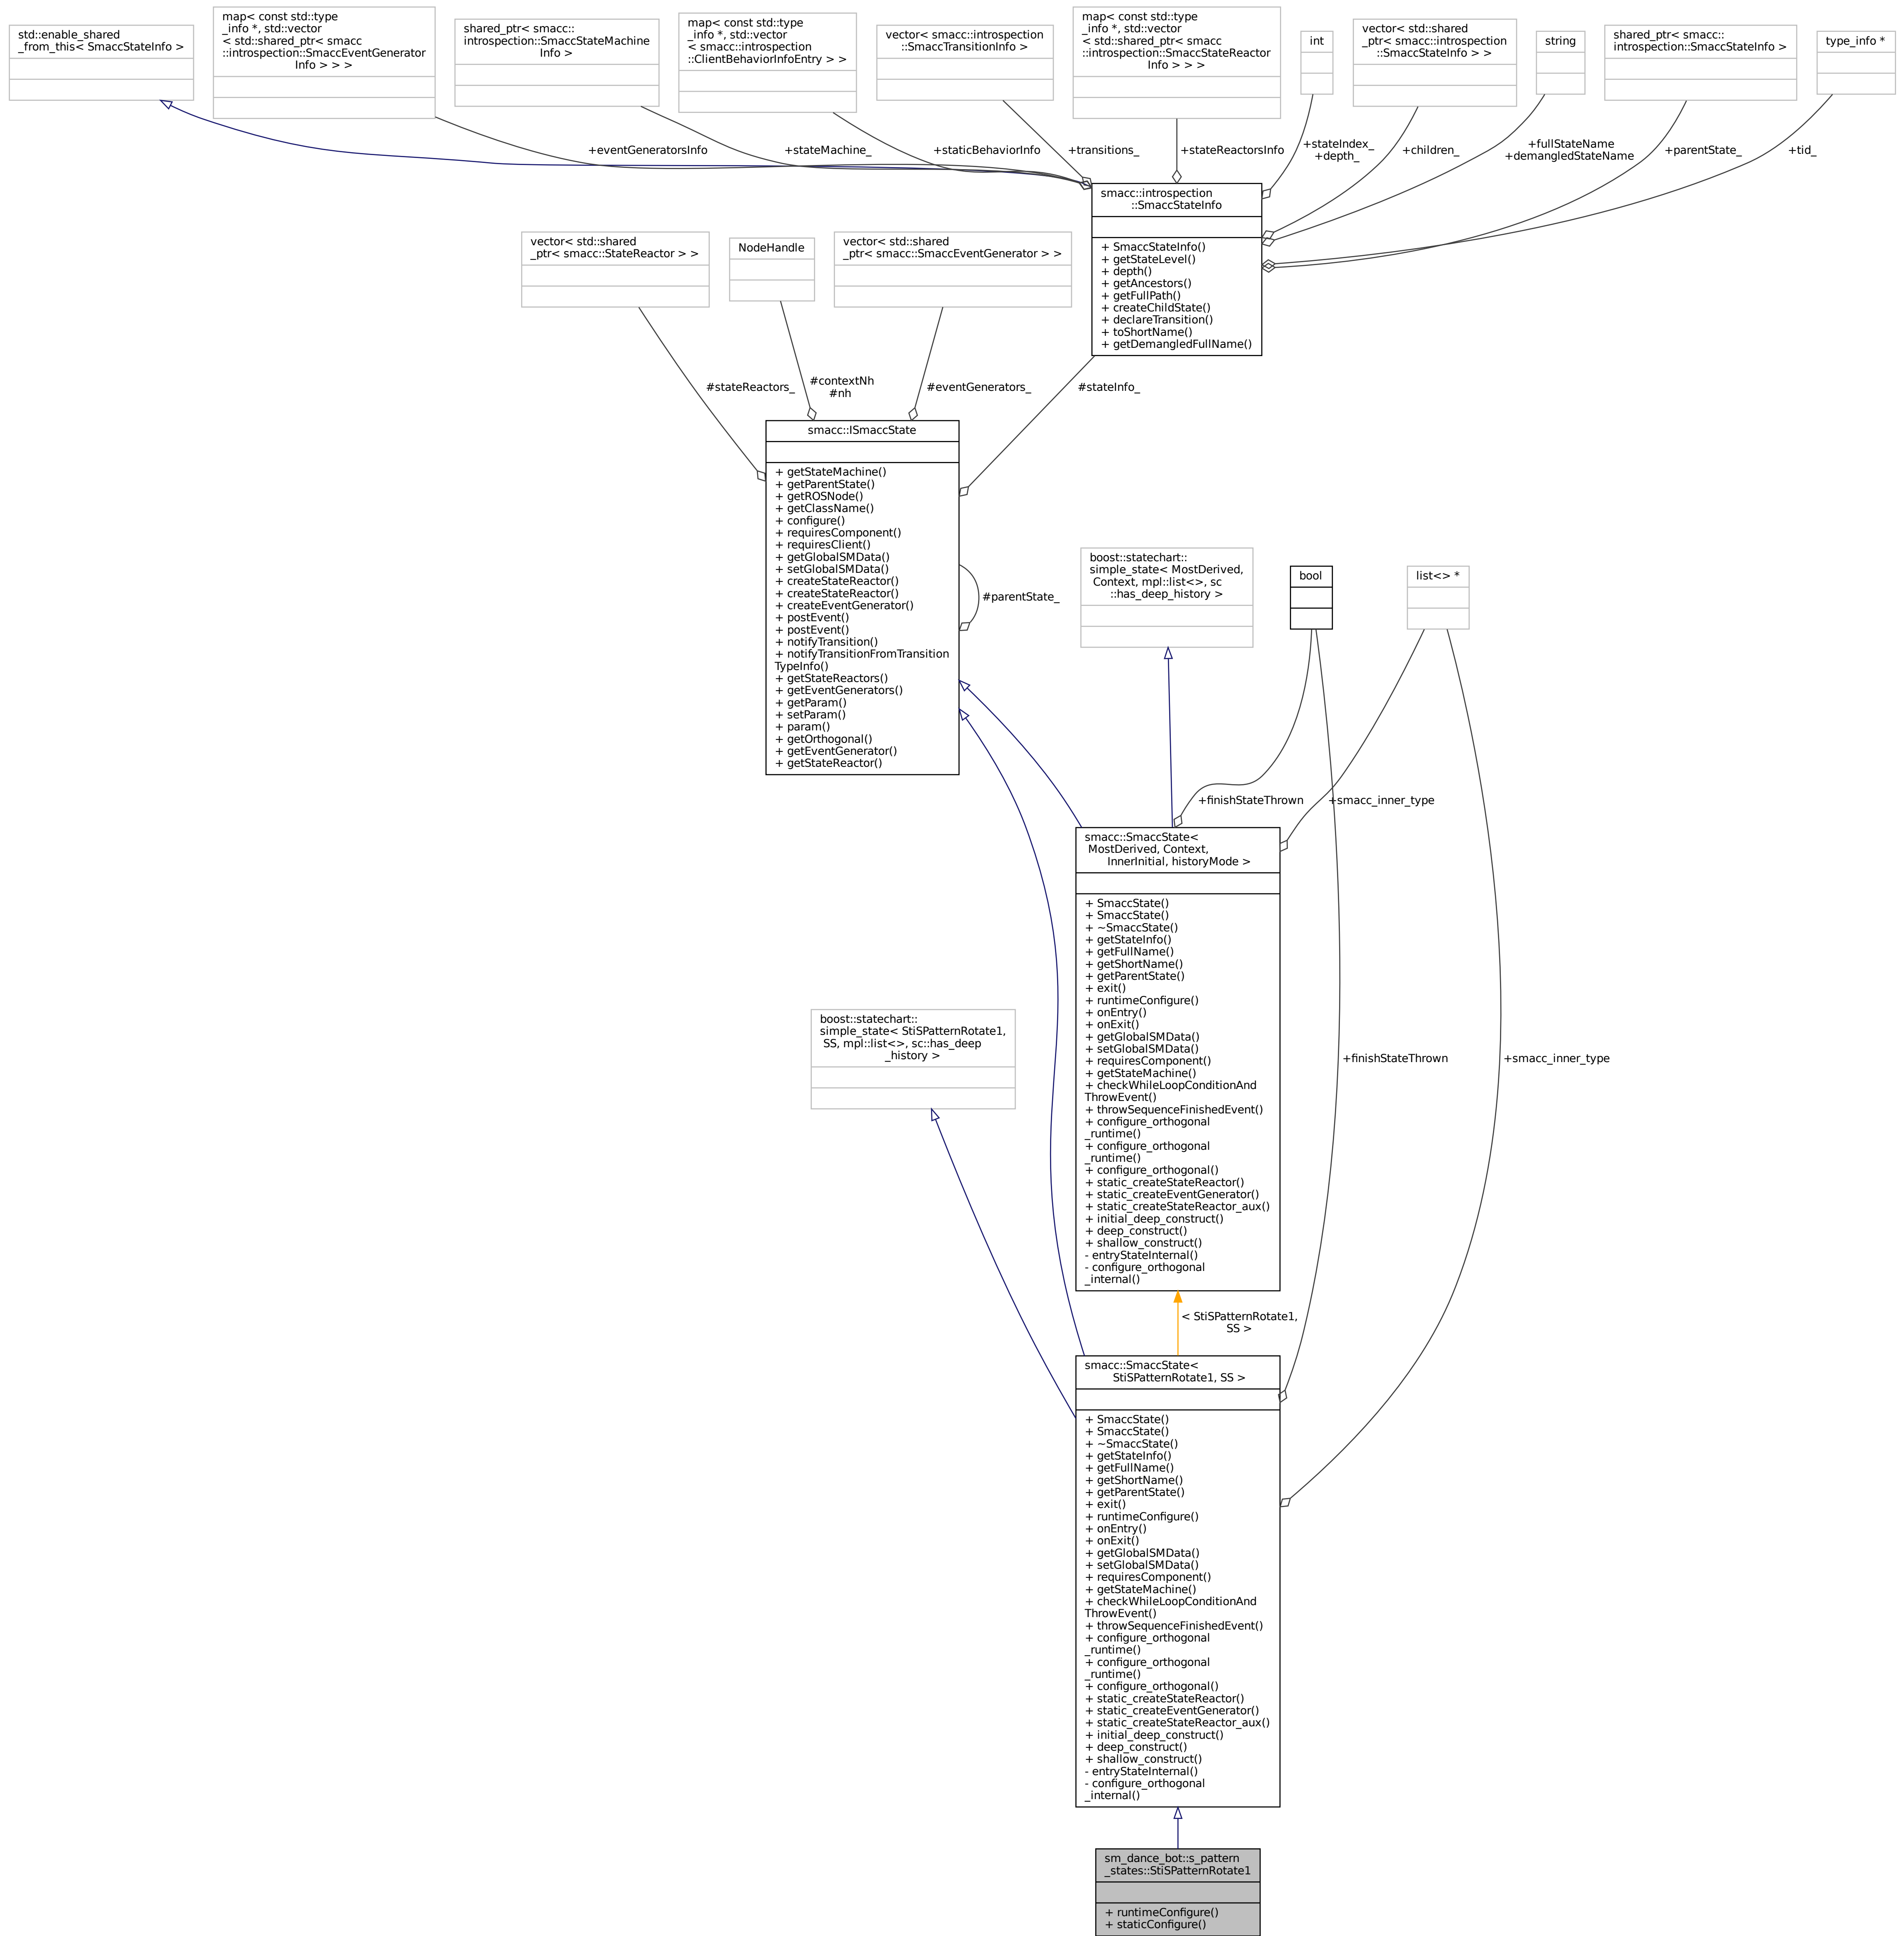 std::enable_shared
_from_this< SmaccStateInfo >
map< const std::type
_info *, std::vector
< std::shared_ptr< smacc
::introspection::SmaccEventGenerator
Info > > >
shared_ptr< smacc::
introspection::SmaccStateMachine
Info >
map< const std::type
_info *, std::vector
< smacc::introspection
::ClientBehaviorInfoEntry > >
vector< smacc::introspection
::SmaccTransitionInfo >
map< const std::type
_info *, std::vector
< std::shared_ptr< smacc
::introspection::SmaccStateReactor
Info > > >
int
vector< std::shared
_ptr< smacc::introspection
::SmaccStateInfo > >
string
shared_ptr< smacc::
introspection::SmaccStateInfo >
type_info *
+eventGeneratorsInfo
+stateMachine_
+staticBehaviorInfo
+transitions_
+stateReactorsInfo
+stateIndex_
+depth_
+children_
+fullStateName
+demangledStateName
+parentState_
+tid_
smacc::introspection
::SmaccStateInfo
+ SmaccStateInfo()
+ getStateLevel()
+ depth()
+ getAncestors()
+ getFullPath()
+ createChildState()
+ declareTransition()
+ toShortName()
+ getDemangledFullName()
vector< std::shared
_ptr< smacc::StateReactor > >
NodeHandle
vector< std::shared
_ptr< smacc::SmaccEventGenerator > >
#stateReactors_
#contextNh
#nh
#eventGenerators_
#stateInfo_
smacc::ISmaccState
+ getStateMachine()
+ getParentState()
+ getROSNode()
+ getClassName()
+ configure()
+ requiresComponent()
+ requiresClient()
+ getGlobalSMData()
+ setGlobalSMData()
+ createStateReactor()
+ createStateReactor()
+ createEventGenerator()
+ postEvent()
+ postEvent()
+ notifyTransition()
+ notifyTransitionFromTransition
TypeInfo()
+ getStateReactors()
+ getEventGenerators()
+ getParam()
+ setParam()
+ param()
+ getOrthogonal()
+ getEventGenerator()
+ getStateReactor()
#parentState_
boost::statechart::
simple_state< MostDerived,
Context, mpl::list<>, sc
::has_deep_history >
bool
list<> *
+finishStateThrown
+smacc_inner_type
smacc::SmaccState<
MostDerived, Context,
InnerInitial, historyMode >
+ SmaccState()
+ SmaccState()
+ ~SmaccState()
+ getStateInfo()
+ getFullName()
+ getShortName()
+ getParentState()
+ exit()
+ runtimeConfigure()
+ onEntry()
+ onExit()
+ getGlobalSMData()
+ setGlobalSMData()
+ requiresComponent()
+ getStateMachine()
+ checkWhileLoopConditionAnd
ThrowEvent()
+ throwSequenceFinishedEvent()
+ configure_orthogonal
_runtime()
+ configure_orthogonal
_runtime()
+ configure_orthogonal()
+ static_createStateReactor()
+ static_createEventGenerator()
+ static_createStateReactor_aux()
+ initial_deep_construct()
+ deep_construct()
+ shallow_construct()
- entryStateInternal()
- configure_orthogonal
_internal()
boost::statechart::
simple_state< StiSPatternRotate1,
SS, mpl::list<>, sc::has_deep
_history >
+finishStateThrown
+smacc_inner_type
< StiSPatternRotate1,
SS >
smacc::SmaccState<
StiSPatternRotate1, SS >
+ SmaccState()
+ SmaccState()
+ ~SmaccState()
+ getStateInfo()
+ getFullName()
+ getShortName()
+ getParentState()
+ exit()
+ runtimeConfigure()
+ onEntry()
+ onExit()
+ getGlobalSMData()
+ setGlobalSMData()
+ requiresComponent()
+ getStateMachine()
+ checkWhileLoopConditionAnd
ThrowEvent()
+ throwSequenceFinishedEvent()
+ configure_orthogonal
_runtime()
+ configure_orthogonal
_runtime()
+ configure_orthogonal()
+ static_createStateReactor()
+ static_createEventGenerator()
+ static_createStateReactor_aux()
+ initial_deep_construct()
+ deep_construct()
+ shallow_construct()
- entryStateInternal()
- configure_orthogonal
_internal()
sm_dance_bot::s_pattern
_states::StiSPatternRotate1
+ runtimeConfigure()
+ staticConfigure()